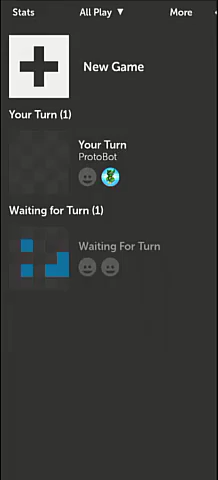 Stats All Play ▼ More
New Game
Your Turn (1)
Your Turn
ProtoBot
Waiting for Turn (1)
Waiting For Turn